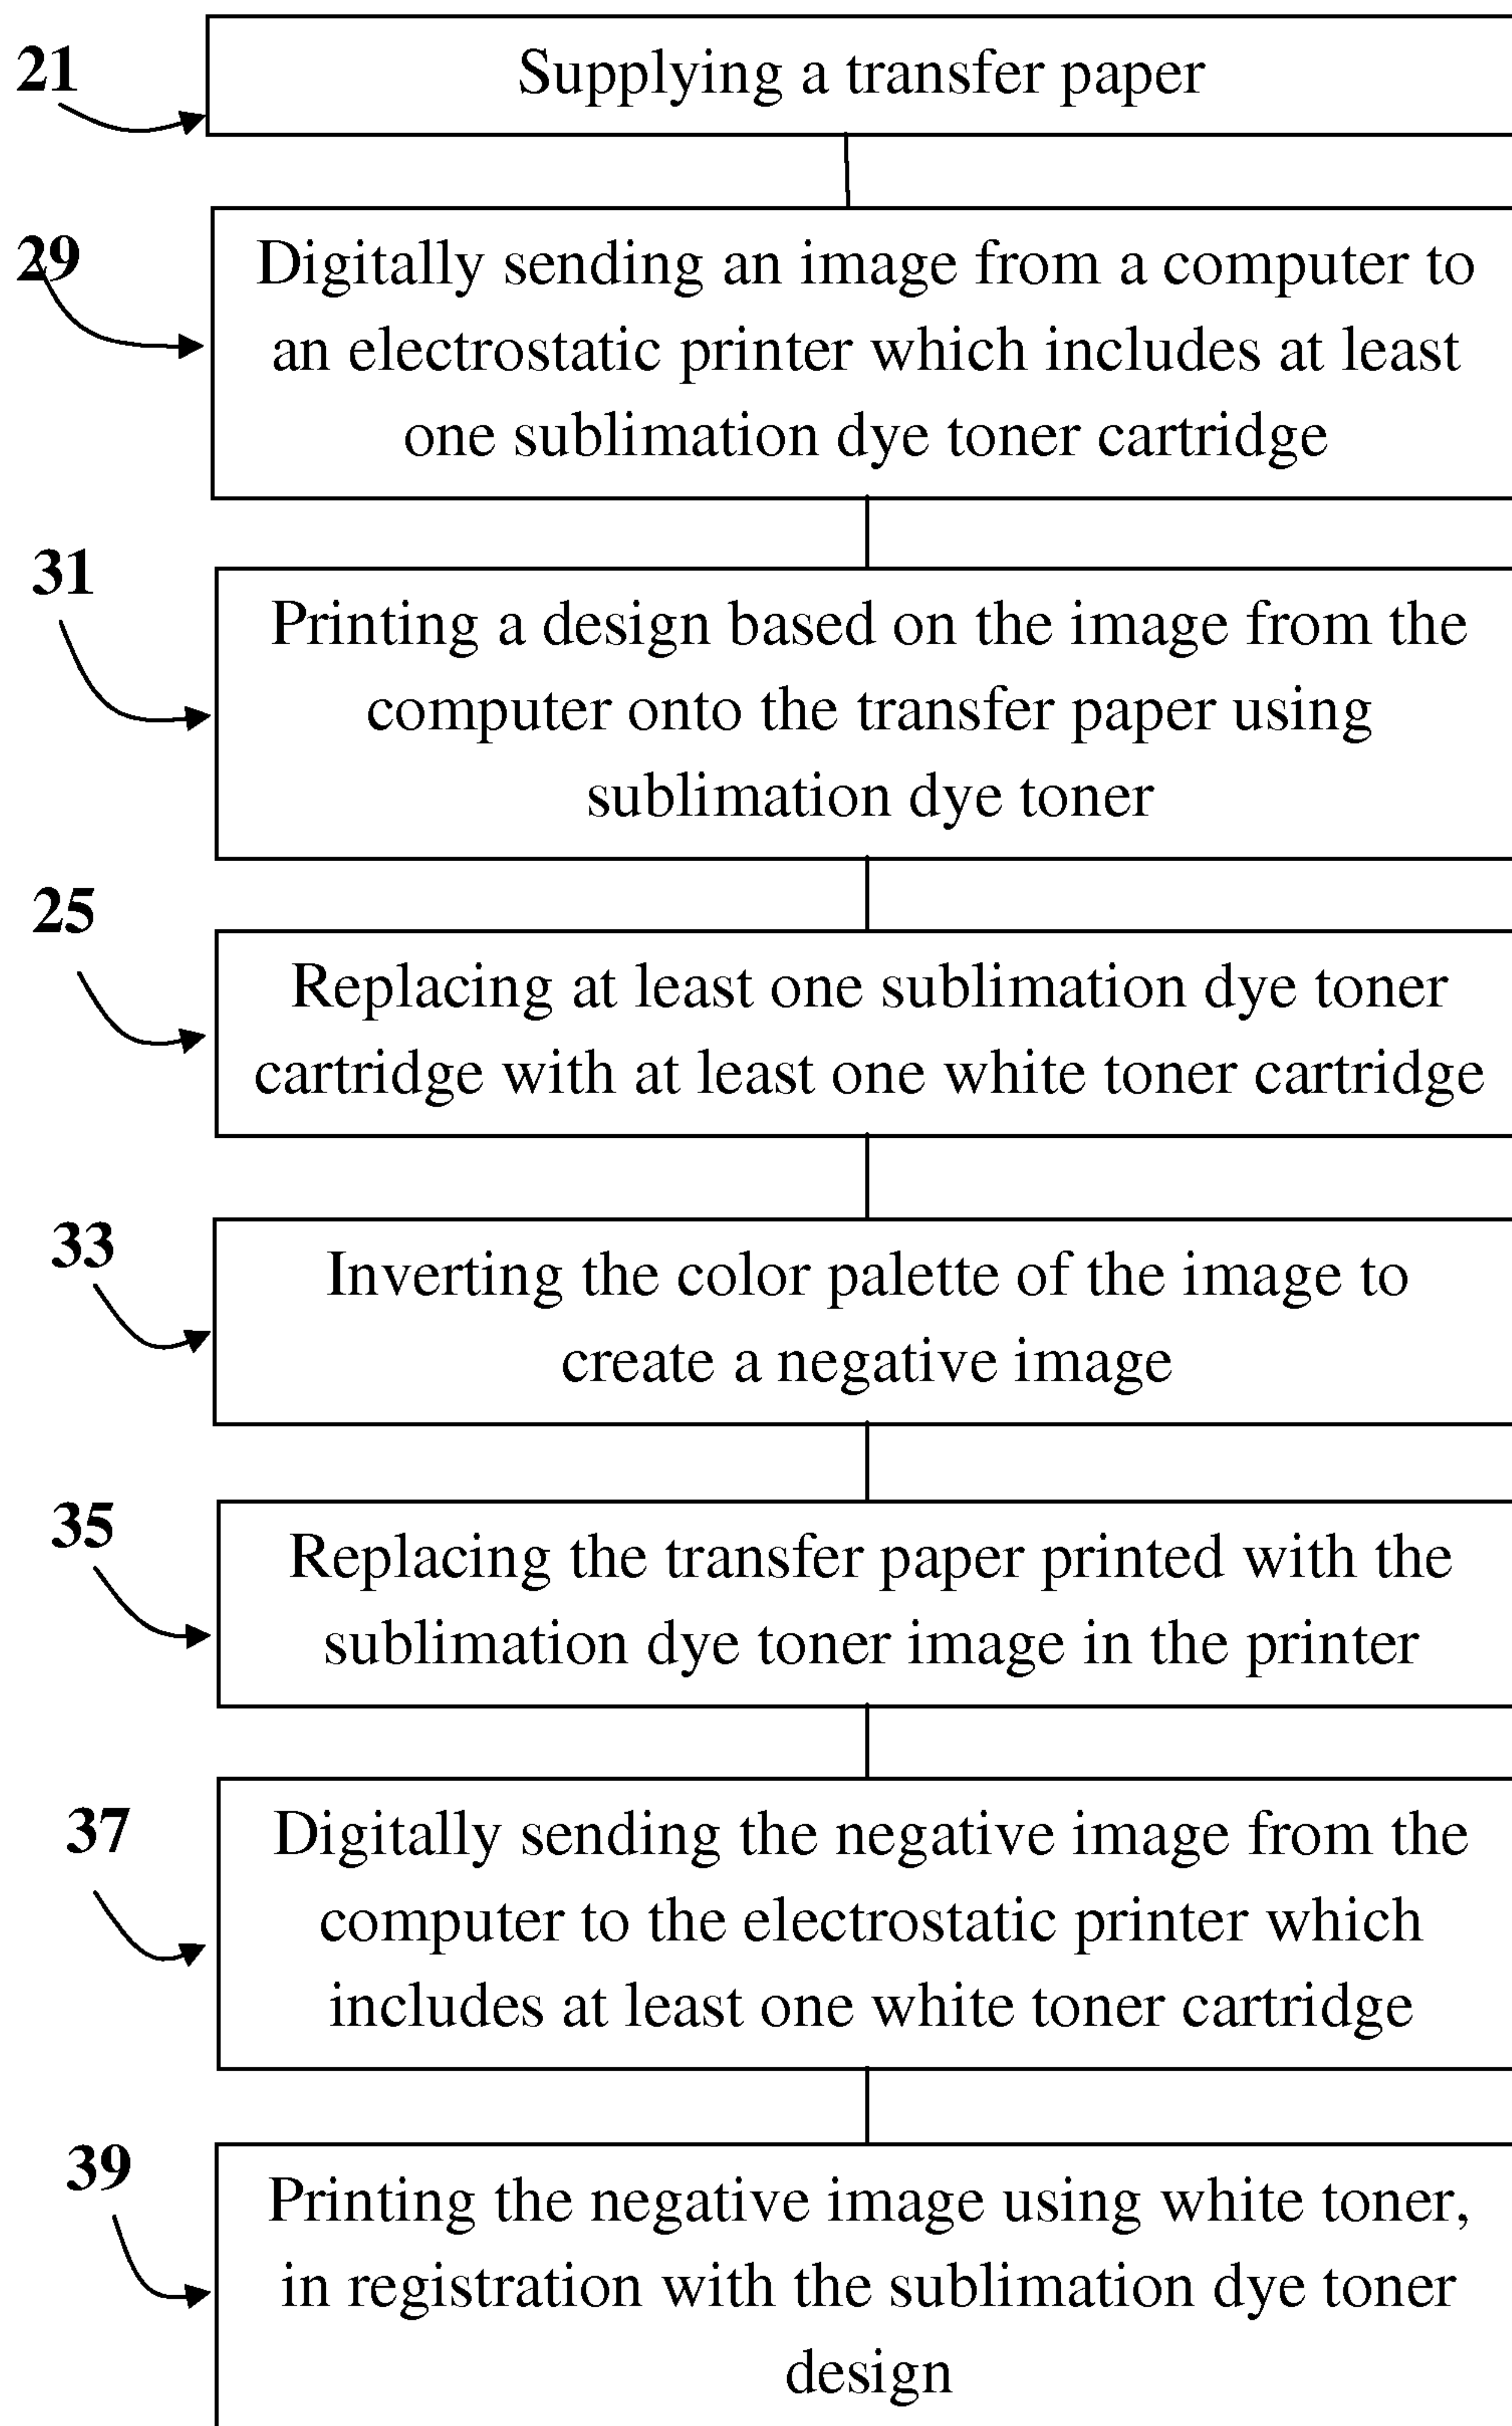 21
Supplying a transfer paper
29
Digitally sending an image from a computer to
an electrostatic printer which includes at least
one sublimation dye toner cartridge
31
Printing a design based on the image from the
computer onto the transfer paper using
sublimation dye toner
25
Replacing at least one sublimation dye toner
cartridge with at least one white toner cartridge
33
Inverting the color palette of the image to
create a negative image
35
Replacing the transfer paper printed with the
sublimation dye toner image in the printer
37
Digitally sending the negative image from the
computer to the electrostatic printer which
includes at least one white toner cartridge
39
Printing the negative image using white toner,
in registration with the sublimation dye toner
design